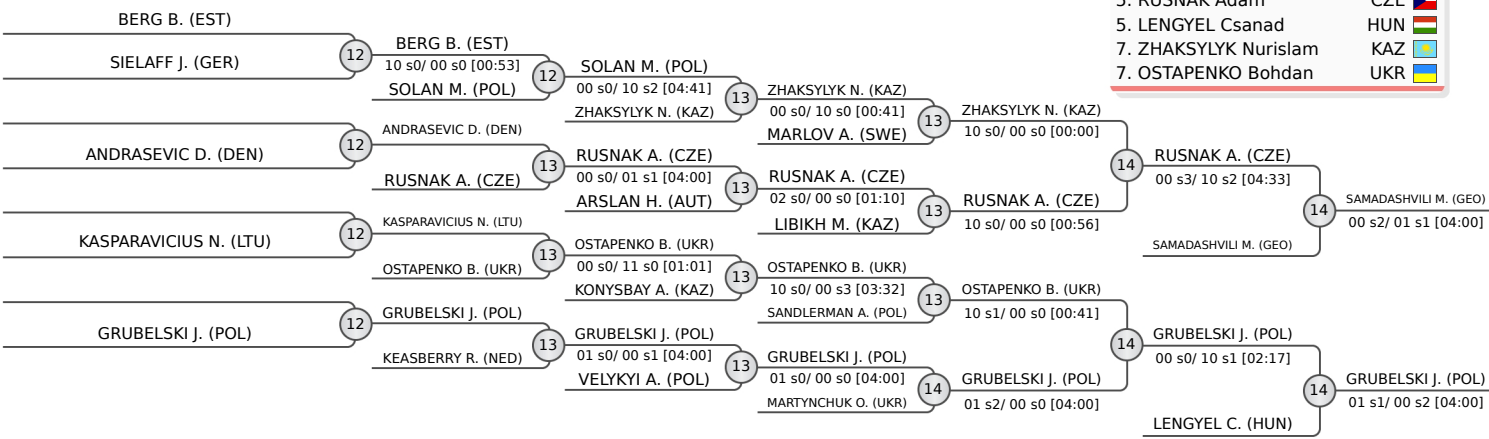 5. RUSNAK Adam CZE
5. LENGYEL Csanad HUN
7. ZHAKSYLYK Nurislam KAZ
7. OSTAPENKO Bohdan UKR
BERG B. (EST)
12
SIELAFF J. (GER)
ANDRASEVIC D. (DEN)
12
KASPARAVICIUS N. (LTU)
12
GRUBELSKI J. (POL)
12
BERG B. (EST)
10 s0/ 00 s0 [00:53]
12
SOLAN M. (POL)
ANDRASEVIC D. (DEN)
13
RUSNAK A. (CZE)
KASPARAVICIUS N. (LTU)
13
OSTAPENKO B. (UKR)
GRUBELSKI J. (POL)
13
KEASBERRY R. (NED)
SOLAN M. (POL)
00 s0/ 10 s2 [04:41]
13
ZHAKSYLYK N. (KAZ)
RUSNAK A. (CZE)
00 s0/ 01 s1 [04:00]
13
ARSLAN H. (AUT)
OSTAPENKO B. (UKR)
00 s0/ 11 s0 [01:01]
13
KONYSBAY A. (KAZ)
GRUBELSKI J. (POL)
01 s0/ 00 s1 [04:00]
13
VELYKYI A. (POL)
ZHAKSYLYK N. (KAZ)
00 s0/ 10 s0 [00:41]
13
MARLOV A. (SWE)
RUSNAK A. (CZE)
02 s0/ 00 s0 [01:10]
13
LIBIKH M. (KAZ)
OSTAPENKO B. (UKR)
10 s0/ 00 s3 [03:32]
13
SANDLERMAN A. (POL)
GRUBELSKI J. (POL)
01 s0/ 00 s0 [04:00]
14
MARTYNCHUK O. (UKR)
ZHAKSYLYK N. (KAZ)
10 s0/ 00 s0 [00:00]
14
RUSNAK A. (CZE)
10 s0/ 00 s0 [00:56]
OSTAPENKO B. (UKR)
10 s1/ 00 s0 [00:41]
14
GRUBELSKI J. (POL)
01 s2/ 00 s0 [04:00]
RUSNAK A. (CZE)
00 s3/ 10 s2 [04:33]
14
SAMADASHVILI M. (GEO)
GRUBELSKI J. (POL)
00 s0/ 10 s1 [02:17]
14
LENGYEL C. (HUN)
SAMADASHVILI M. (GEO)
00 s2/ 01 s1 [04:00]
GRUBELSKI J. (POL)
01 s1/ 00 s2 [04:00]